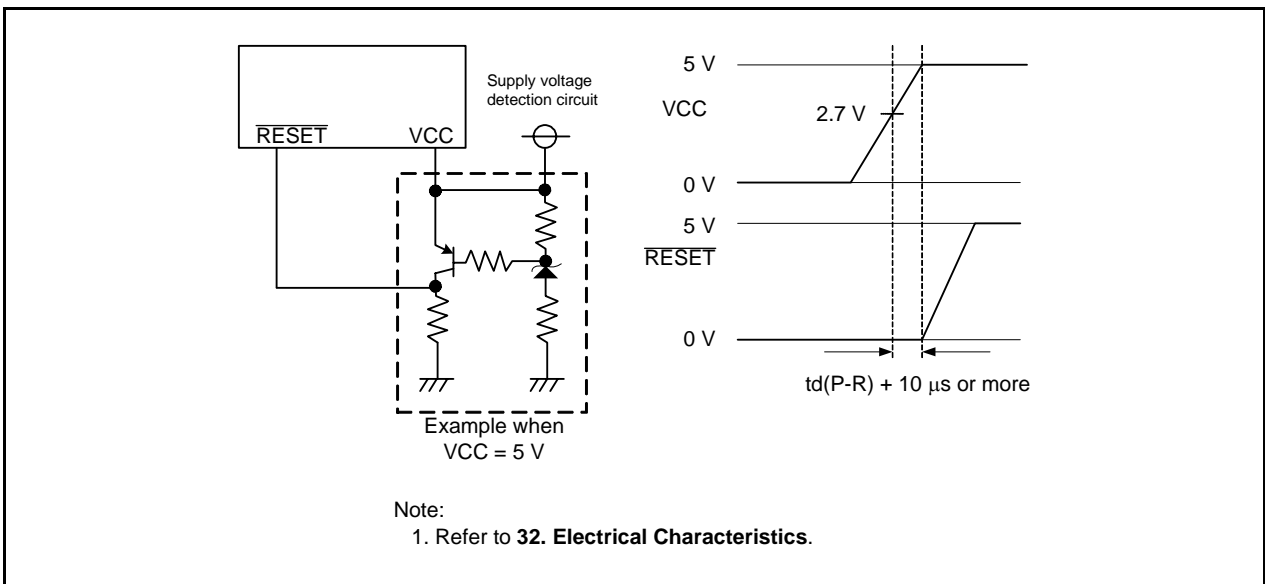 Supply voltage
detection circuit
RESET
VCC
Example when
VCC = 5 V
5 V
VCC
2.7 V
0 V
5 V
RESET
0 V
td(P-R) + 10 μs or more
Note:
1. Refer to 32. Electrical Characteristics.